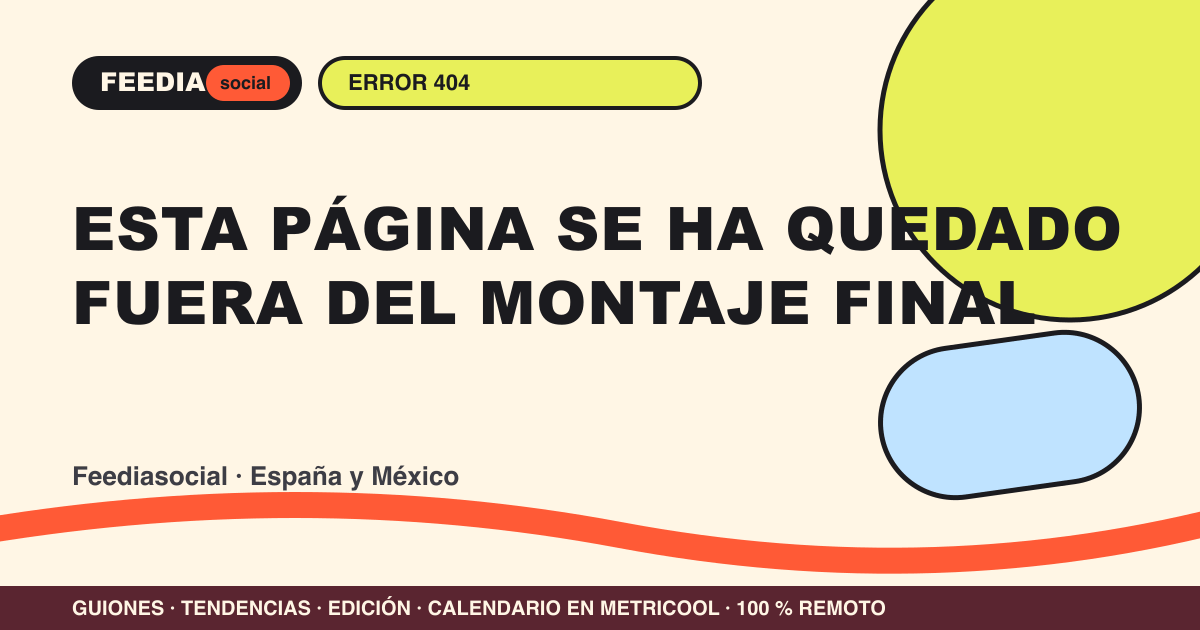 FEEDIA social
ERROR 404
ESTA PÁGINA SE HA QUEDADO
FUERA DEL MONTAJE FINAL
Feediasocial · España y México
GUIONES · TENDENCIAS · EDICIÓN · CALENDARIO EN METRICOOL · 100 % REMOTO